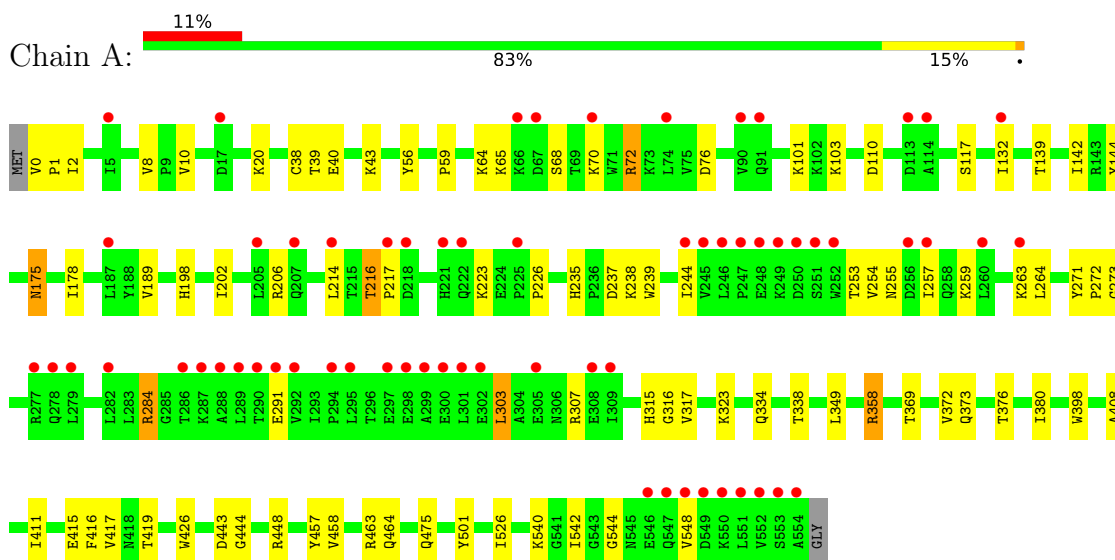 11%
Chain A:
83% 15% •
MET V0 P1 I2 I5 V8 P9 V10 D17 K20 C38 T39 E40 K43 Y56 P59 K64 K65 K66 D67 S68 T69 K70 W71 R72 K73 L74 V75 D76 V90 Q91 K101 K102 K103 D110 D113 A114 S117 I132 T139 I142 R143 Y144
N175 I178 L187 Y188 V189 H198 I202 L205 R206 Q207 L214 T215 T216 P217 D218 H221 Q222 K223 E224 P225 P226 H235 P236 D237 K238 W239 I244 V245 L246 P247 E248 K249 D250 S251 W252 T253 V254 N255 D256 I257 Q258 K259 L260 K263 L264 Y271 P272 G273
R277 Q278 L279 L282 L283 R284 G285 T286 K287 A288 L289 T290 E291 V292 I293 P294 L295 T296 E297 E298 A299 E300 L301 E302 L303 A304 E305 N306 R307 E308 I309 H315 G316 V317 K323 Q334 T338 L349 R358 T369 V372 Q373 T376 I380 W398 A408
I411 E415 F416 V417 N418 T419 W426 D443 G444 R448 Y457 V458 R463 Q464 Q475 Y501 I526 K540 G541 I542 G543 G544 N545 E546 Q547 V548 D549 K550 L551 V552 S553 A554 GLY